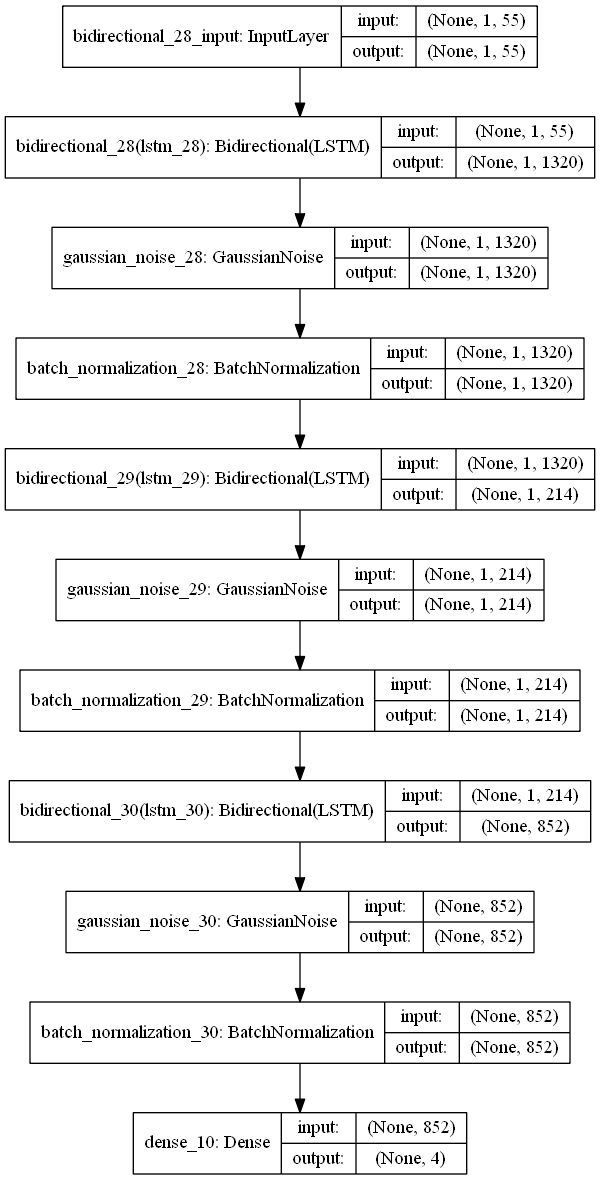 bidirectional_28_input: InputLayer
input: (None, 1, 55)
output: (None, 1, 55)
bidirectional_28(lstm_28): Bidirectional(LSTM)
input: (None, 1, 55)
output: (None, 1, 1320)
gaussian_noise_28: GaussianNoise
input: (None, 1, 1320)
output: (None, 1, 1320)
batch_normalization_28: BatchNormalization
input: (None, 1, 1320)
output: (None, 1, 1320)
bidirectional_29(lstm_29): Bidirectional(LSTM)
input: (None, 1, 1320)
output: (None, 1, 214)
gaussian_noise_29: GaussianNoise
input: (None, 1, 214)
output: (None, 1, 214)
batch_normalization_29: BatchNormalization
input: (None, 1, 214)
output: (None, 1, 214)
bidirectional_30(lstm_30): Bidirectional(LSTM)
input: (None, 1, 214)
output: (None, 852)
gaussian_noise_30: GaussianNoise
input: (None, 852)
output: (None, 852)
batch_normalization_30: BatchNormalization
input: (None, 852)
output: (None, 852)
dense_10: Dense
input: (None, 852)
output: (None, 4)